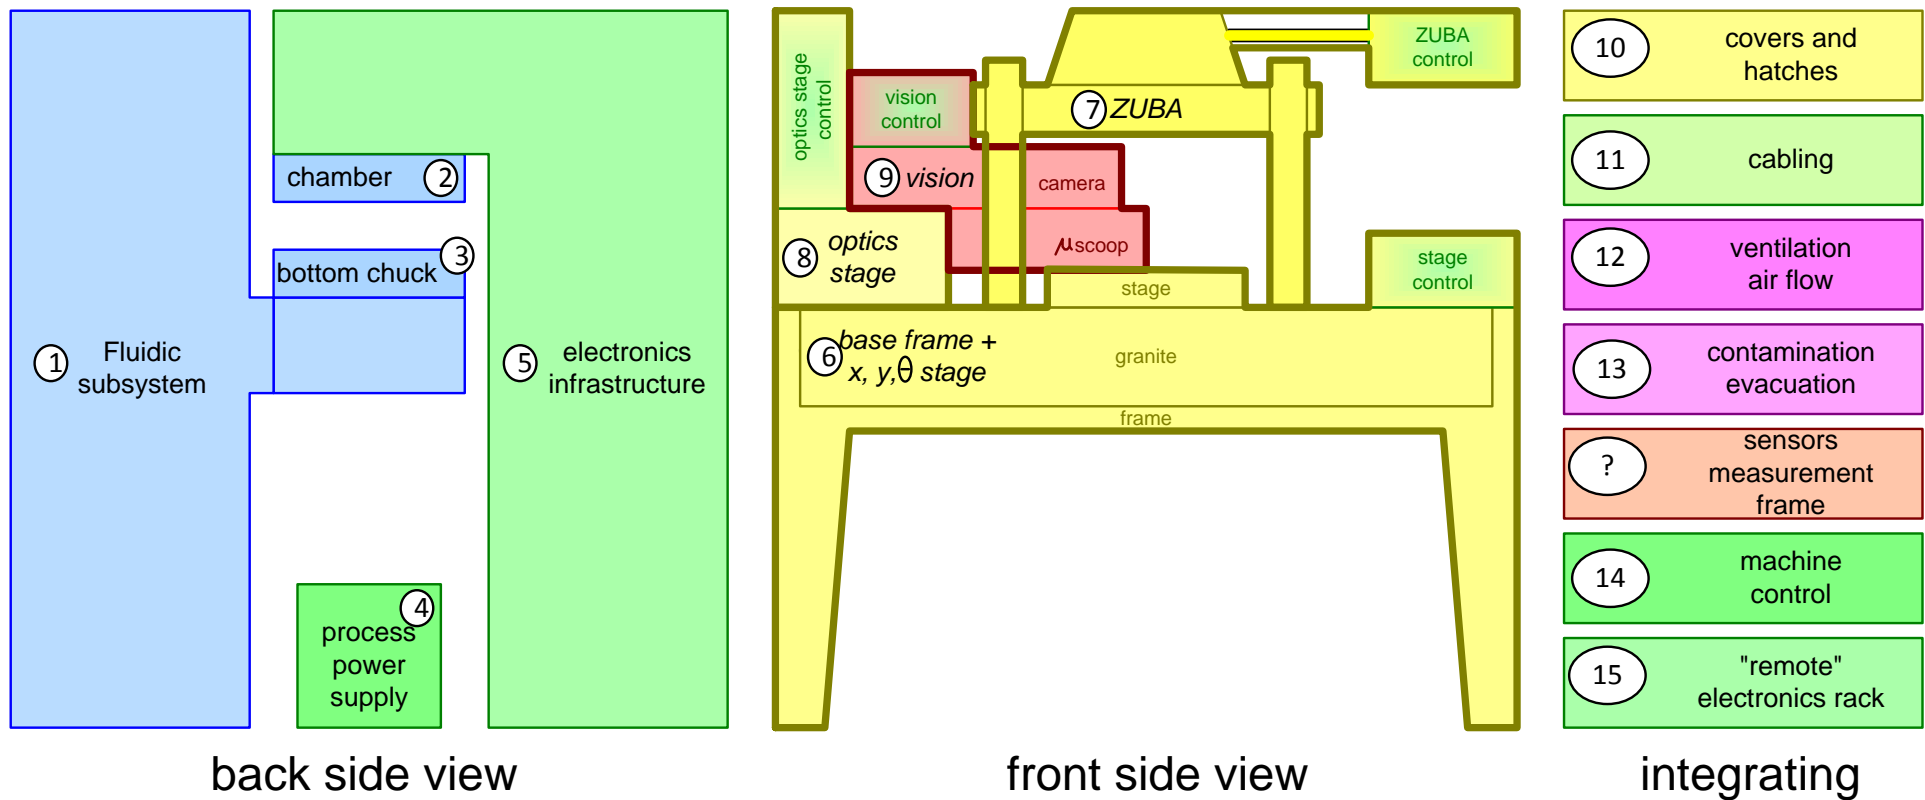 chamber
2
3
bottom chuck
1
Fluidic
subsystem
5
electronics
infrastructure
4
process
power
supply
back side view
optics stage
control
vision
control
9 vision
camera
μscoop
7 ZUBA
ZUBA
control
8
optics
stage
stage
stage
control
6
base frame +
x, y,θ stage
granite
frame
front side view
10
covers and
hatches
11
cabling
12
ventilation
air flow
13
contamination
evacuation
?
sensors
measurement
frame
14
machine
control
15
"remote"
electronics rack
integrating